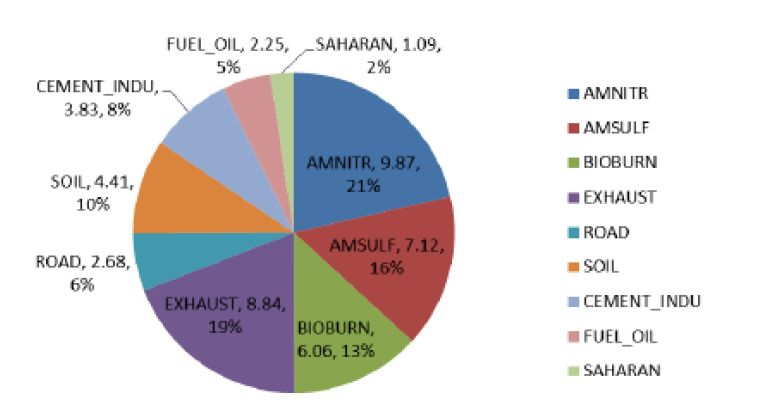 FUEL_OIL, 2.25,
5%
SAHARAN, 1.09,
2%
CEMENT_INDU,
3.83, 8%
AMNITR, 9.87,
21%
SOIL, 4.41,
10%
AMSULF, 7.12,
16%
ROAD, 2.68,
6%
EXHAUST, 8.84,
19%
BIOBURN,
6.06, 13%
AMNITR
AMSULF
BIOBURN
EXHAUST
ROAD
SOIL
CEMENT_INDU
FUEL_OIL
SAHARAN